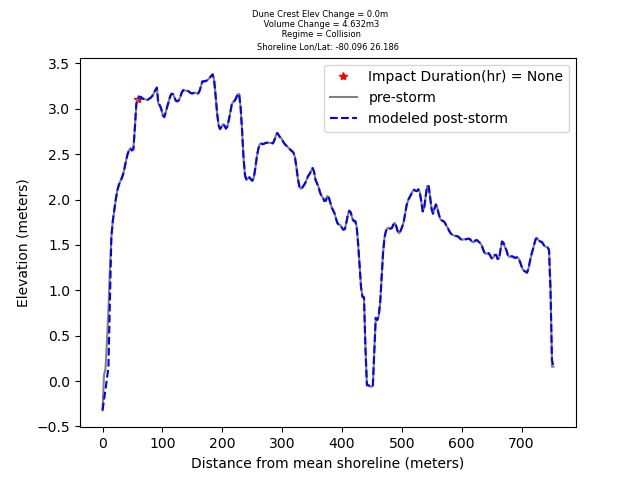 Dune Crest Elev Change = 0.0m
Volume Change = 4.632m3
Regime = Collision
Shoreline Lon/Lat: -80.096 26.186
Impact Duration(hr) = None
pre-storm
modeled post-storm
3.5
3.0
2.5
2.0
1.5
1.0
0.5
0.0
−0.5
Elevation (meters)
0 100 200 300 400 500 600 700
Distance from mean shoreline (meters)